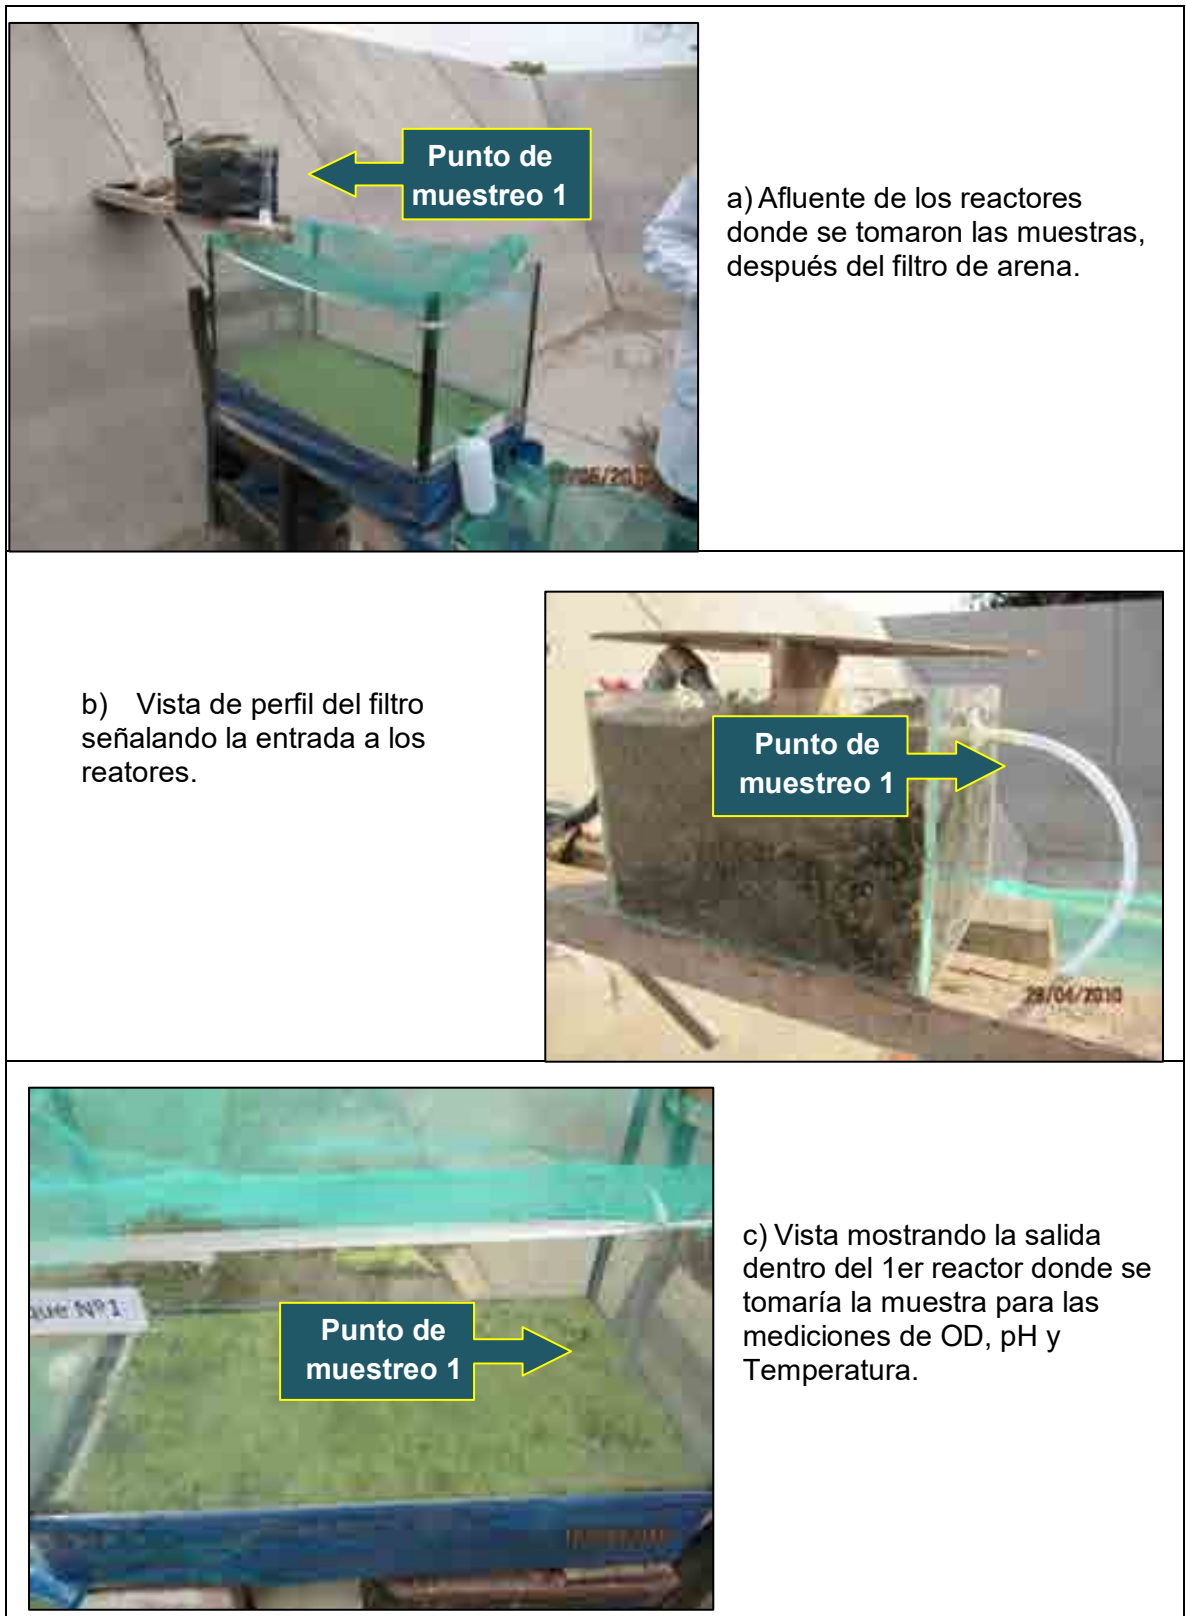 Punto de
muestreo 1
a) Afluente de los reactores
donde se tomaron las muestras,
después del filtro de arena.
b) Vista de perfil del filtro
señalando la entrada a los
reatores.
Punto de
muestreo 1
28/04/2010
Nº1
Punto de
muestreo 1
c) Vista mostrando la salida
dentro del 1er reactor donde se
tomaría la muestra para las
mediciones de OD, pH y
Temperatura.